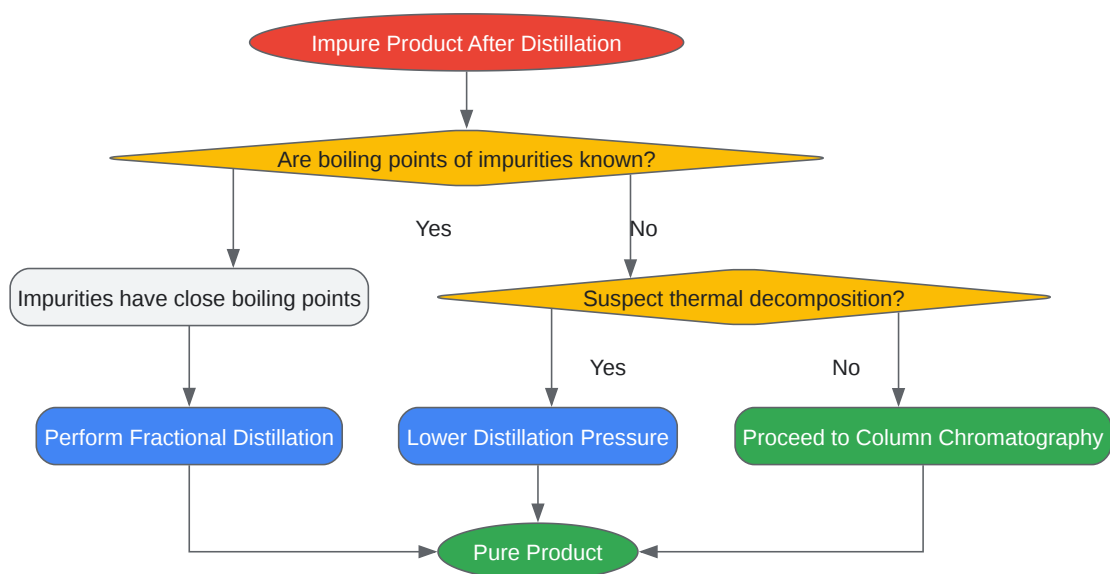 Impure Product After Distillation
Are boiling points of impurities known?
Yes
No
Impurities have close boiling points
Suspect thermal decomposition?
Yes
No
Perform Fractional Distillation
Lower Distillation Pressure
Proceed to Column Chromatography
Pure Product